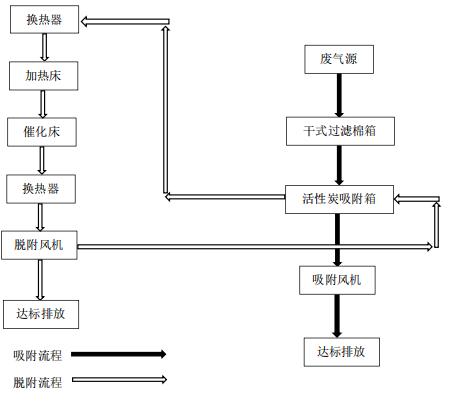 换热器
加热床
催化床
换热器
脱附风机
达标排放
废气源
干式过滤棉箱
活性炭吸附箱
吸附风机
达标排放
吸附流程
脱附流程